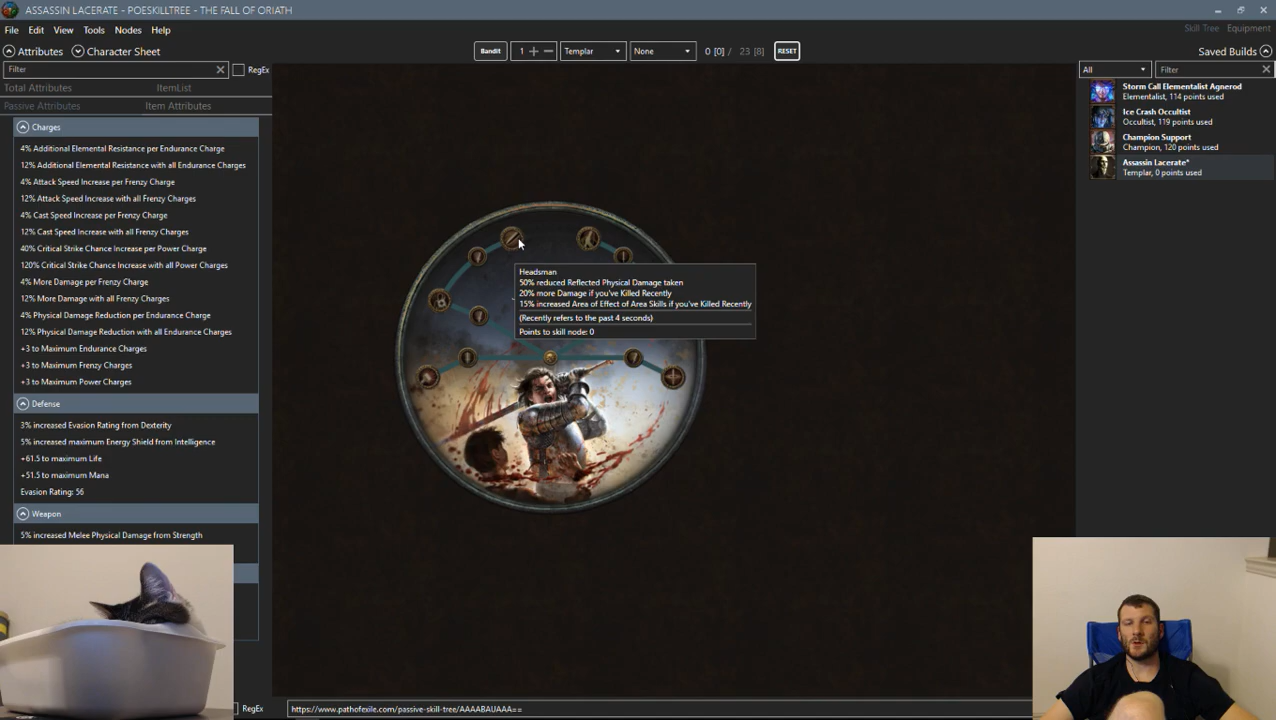 ASSASSIN LACERATE - POESKILLTREE - THE FALL OF ORIATH
File Edit View Tools Nodes Help
Attributes Character Sheet
Bandit 1 Templar None 0 [0] / 23 [8] RESET
Skill Tree Equipment
Saved Builds
Filter RegEx
All Filter
Total Attributes ItemList
Passive Attributes Item Attributes
Charges
4% Additional Elemental Resistance per Endurance Charge
12% Additional Elemental Resistance with all Endurance Charges
4% Attack Speed Increase per Frenzy Charge
12% Attack Speed Increase with all Frenzy Charges
4% Cast Speed Increase per Frenzy Charge
12% Cast Speed Increase with all Frenzy Charges
40% Critical Strike Chance Increase per Power Charge
120% Critical Strike Chance Increase with all Power Charges
4% More Damage per Frenzy Charge
12% More Damage with all Frenzy Charges
4% Physical Damage Reduction per Endurance Charge
12% Physical Damage Reduction with all Endurance Charges
+3 to Maximum Endurance Charges
+3 to Maximum Frenzy Charges
+3 to Maximum Power Charges
Defense
3% increased Evasion Rating from Dexterity
5% increased maximum Energy Shield from Intelligence
+61.5 to maximum Life
+51.5 to maximum Mana
Evasion Rating: 56
Weapon
5% increased Melee Physical Damage from Strength
Headsman
50% reduced Reflected Physical Damage taken
20% more Damage if you've Killed Recently
15% increased Area of Effect of Area Skills if you've Killed Recently
(Recently refers to the past 4 seconds)
Points to skill node: 0
Storm Call Elementalist Agnerod
Elementalist, 114 points used
Ice Crash Occultist
Occultist, 119 points used
Champion Support
Champion, 120 points used
Assassin Lacerate*
Templar, 0 points used
RegEx
https://www.pathofexile.com/passive-skill-tree/AAAABAUAAA==